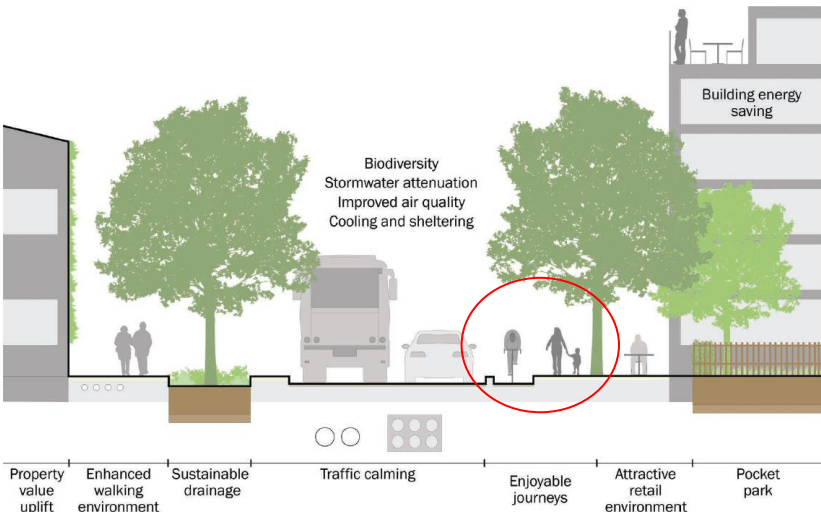 Building energy
saving
Biodiversity
Stormwater attenuation
Improved air quality
Cooling and sheltering
Property
value
uplift
Enhanced
walking
environment
Sustainable
drainage
Traffic calming
Enjoyable
journeys
Attractive
retail
environment
Pocket
park